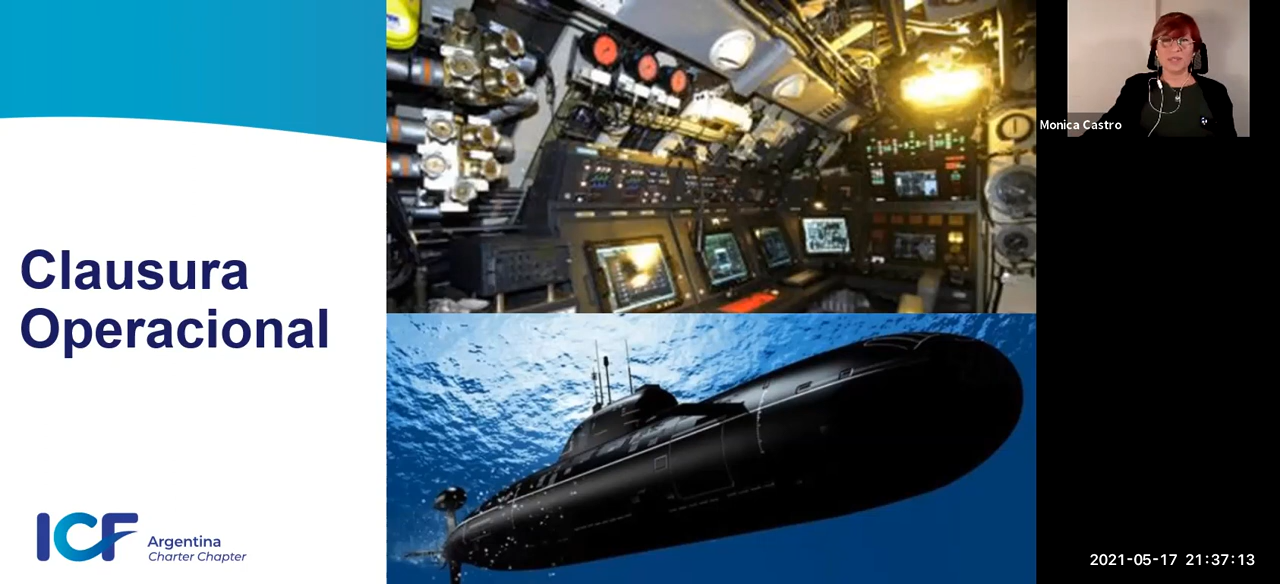 Clausura
Operacional
ICF Argentina
Charter Chapter
Monica Castro
2021-05-17 21:37:13